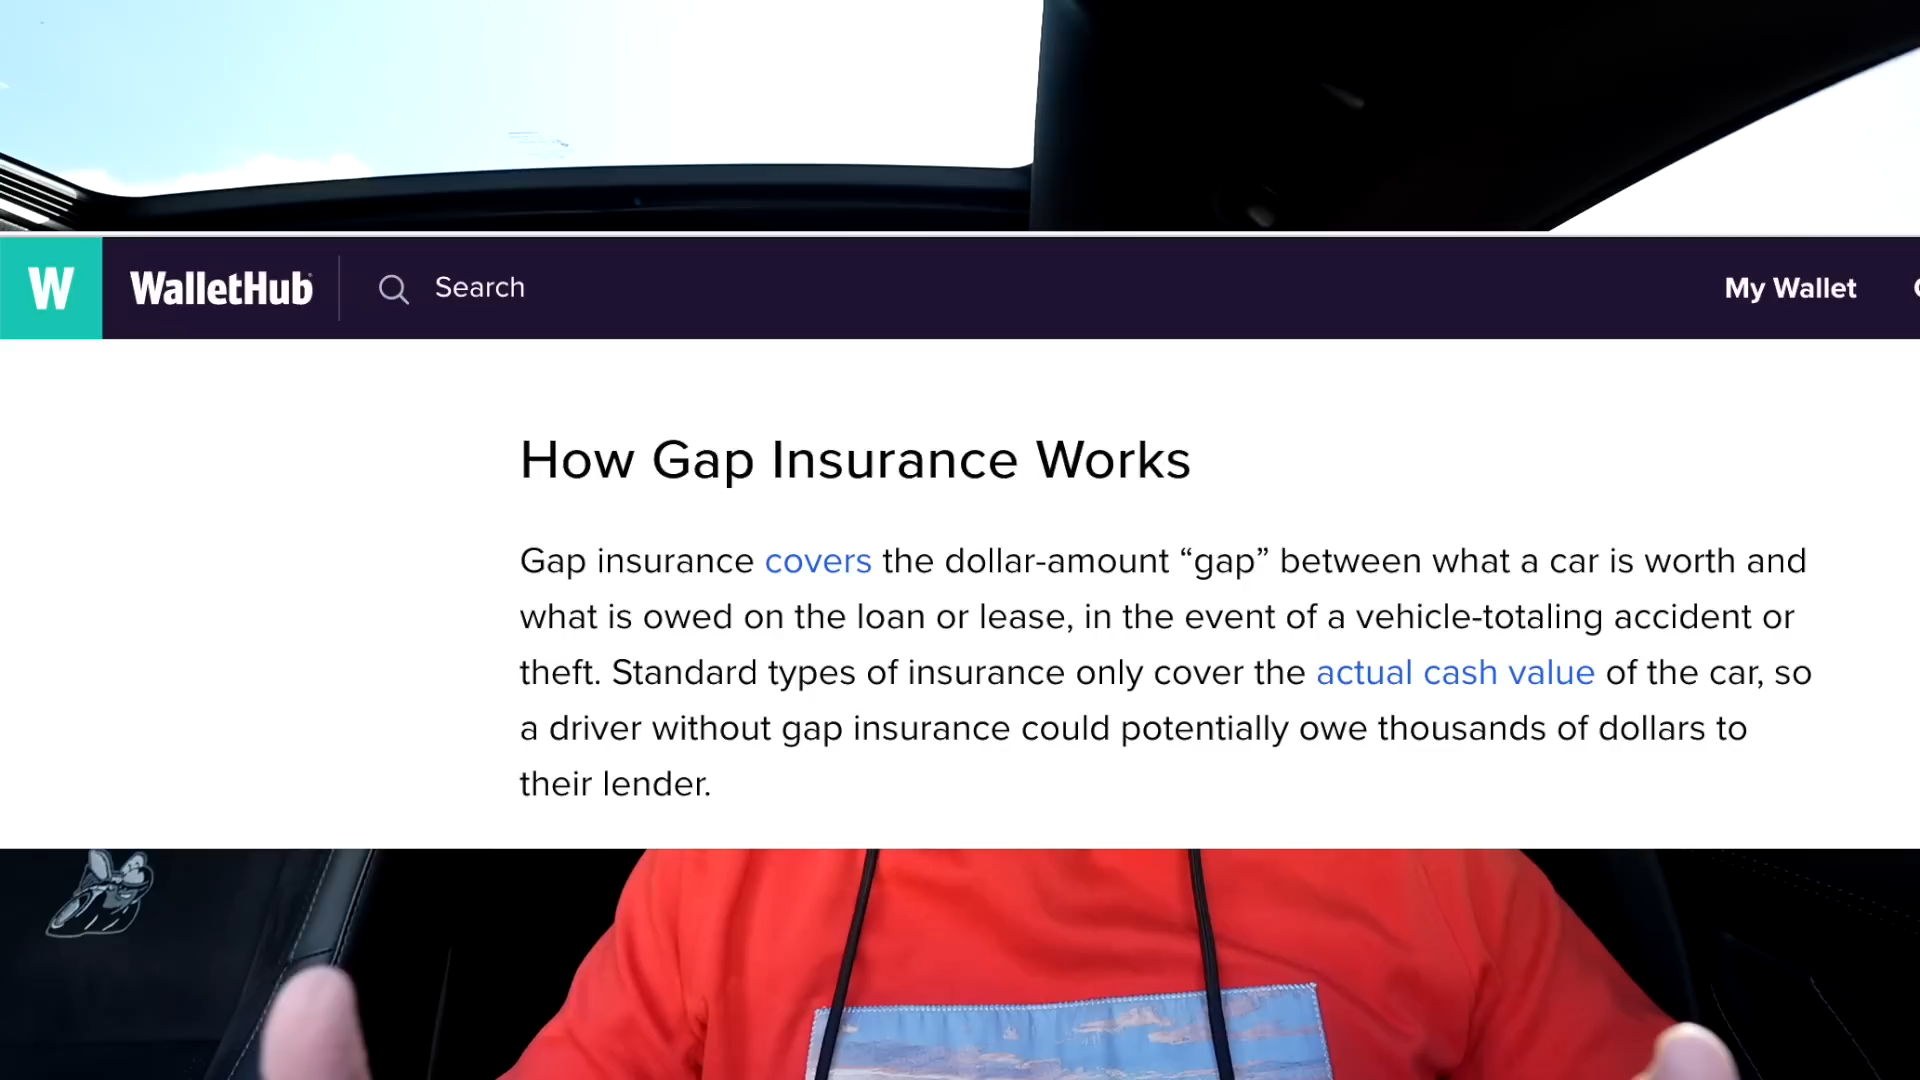 W WalletHub Search My Wallet
How Gap Insurance Works
Gap insurance covers the dollar-amount “gap” between what a car is worth and
what is owed on the loan or lease, in the event of a vehicle-totaling accident or
theft. Standard types of insurance only cover the actual cash value of the car, so
a driver without gap insurance could potentially owe thousands of dollars to
their lender.